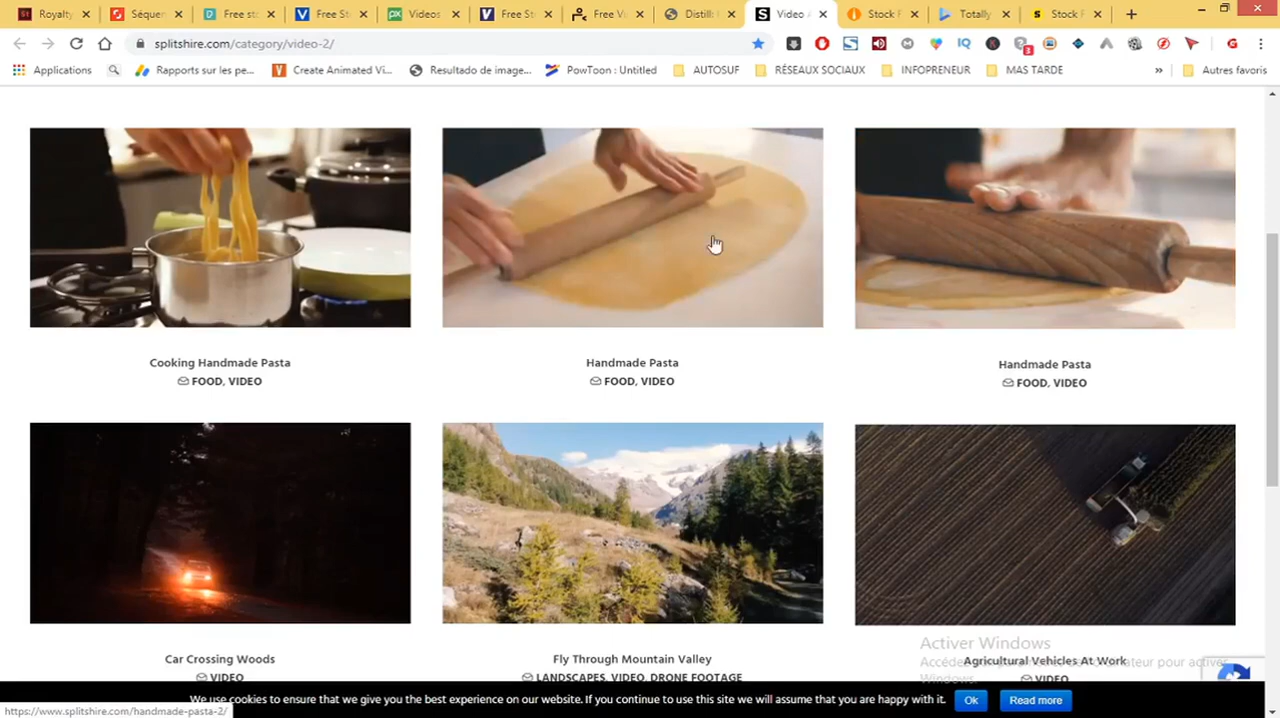 Royalty
Séquen
Free sto
Free St
Videos
Free St
Free Vi
Distill
Video A
Stock F
Totally
Stock F
splitshire.com/category/video-2/
Applications
Rapports sur les pe...
Create Animated Vi...
Resultado de image...
PowToon : Untitled
AUTOSUF
RÉSEAUX SOCIAUX
INFOPRENEUR
MAS TARDE
»
Autres favoris
Cooking Handmade Pasta
FOOD, VIDEO
Handmade Pasta
FOOD, VIDEO
Handmade Pasta
FOOD, VIDEO
Car Crossing Woods
VIDEO
Fly Through Mountain Valley
LANDSCAPES, VIDEO, DRONE FOOTAGE
Agricultural Vehicles At Work
VIDEO
Activer Windows
We use cookies to ensure that we give you the best experience on our website. If you continue to use this site we will assume that you are happy with it.
Ok
Read more
https://www.splitshire.com/handmade-pasta-2/